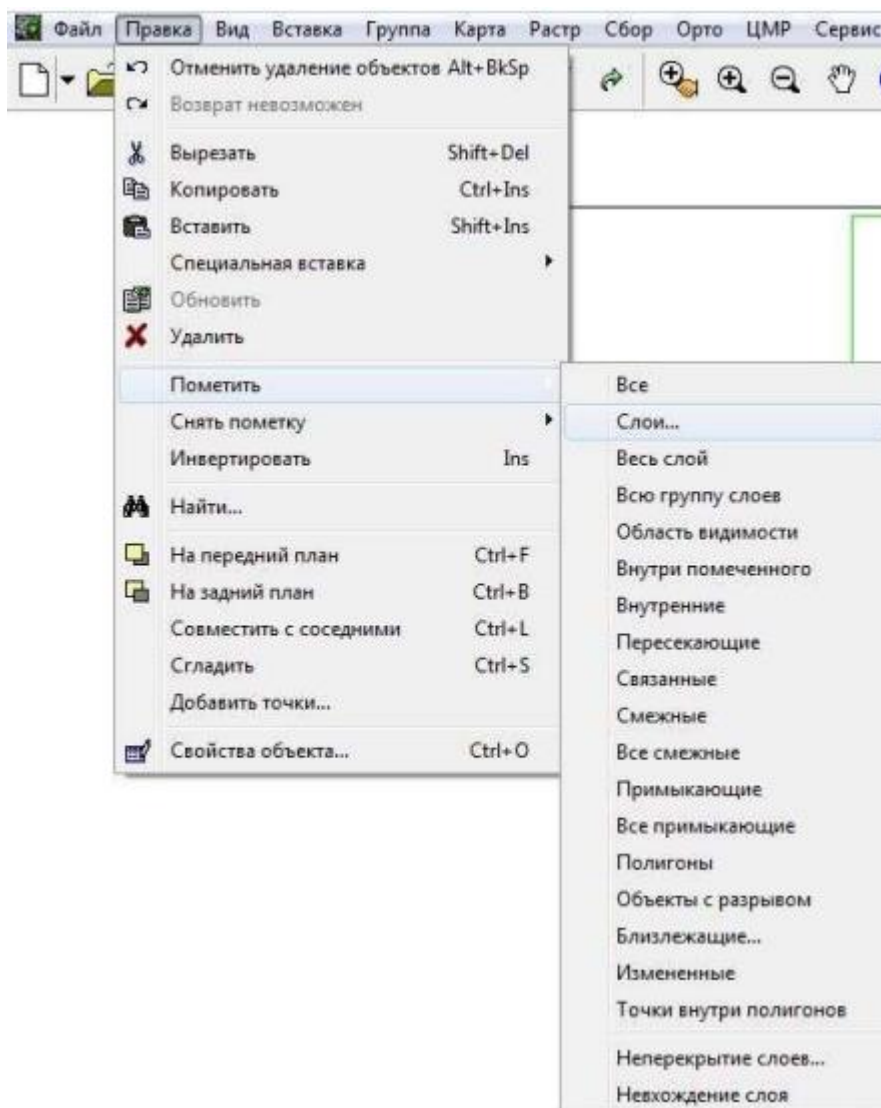 Файл Правка Вид Вставка Группа Карта Растр Сбор Орто ЦМР Сервис
Отменить удаление объектов Alt+BkSp
Возврат невозможен
Вырезать Shift+Del
Копировать Ctrl+Ins
Вставить Shift+Ins
Специальная вставка
Обновить
Удалить
Пометить
Снять пометку
Инвертировать Ins
Найти...
На передний план Ctrl+F
На задний план Ctrl+B
Совместить с соседними Ctrl+L
Сгладить Ctrl+S
Добавить точки...
Свойства объекта... Ctrl+O
Все
Слои...
Весь слой
Всю группу слоев
Область видимости
Внутри помеченного
Внутренние
Пересекающие
Связанные
Смежные
Все смежные
Примыкающие
Все примыкающие
Полигоны
Объекты с разрывом
Близлежащие...
Измененные
Точки внутри полигонов
Неперекрытие слоев...
Невхождение слоя